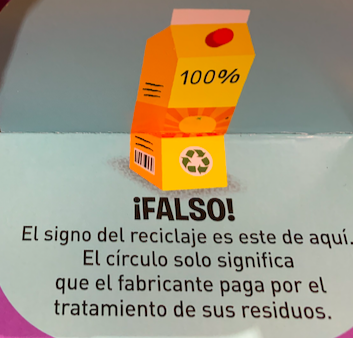 100%
¡FALSO!
El signo del reciclaje es este de aquí.
El círculo solo significa
que el fabricante paga por el
tratamiento de sus residuos.